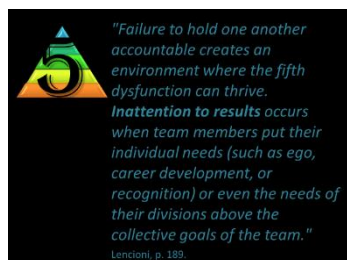 5
"Failure to hold one another
accountable creates an
environment where the fifth
dysfunction can thrive.
Inattention to results occurs
when team members put their
individual needs (such as ego,
career development, or
recognition) or even the needs of
their divisions above the
collective goals of the team."
Lencioni, p. 189.